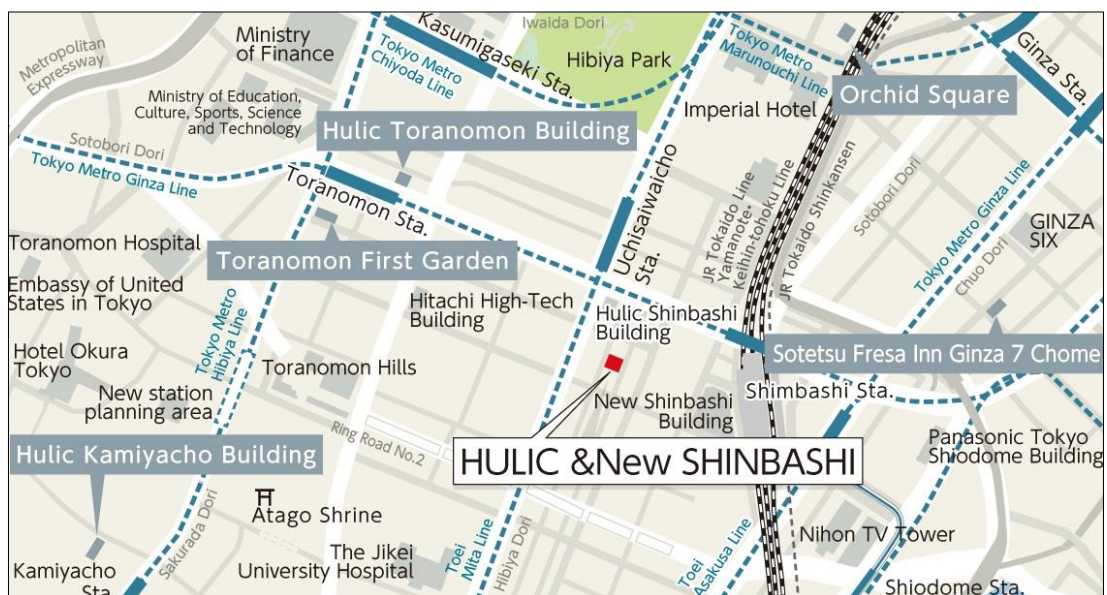 Iwaida Dori
Metropolitan
Expressway
Ministry
of Finance
Tokyo Metro
Chiyoda Line
Kasumigaseki Sta.
Hibiya Park
Tokyo Metro
Marunouchi Line
Ginza Sta.
Ministry of Education,
Culture, Sports, Science
and Technology
Imperial Hotel
Orchid Square
Hulic Toranomon Building
Sotobori Dori
Tokyo Metro Ginza Line
Toranomon Sta.
Uchisaiwaicho
Sta.
JR Tokaido Line
Yamanote·
Keihin-tohoku Line
JR Tokaido Shinkansen
Sotobori Dori
Tokyo Metro Ginza Line
Chuo Dori
GINZA
SIX
Toranomon Hospital
Toranomon First Garden
Embassy of United
States in Tokyo
Hitachi High-Tech
Building
Hulic Shinbashi
Building
Tokyo Metro
Hibiya Line
Hotel Okura
Tokyo
Toranomon Hills
Sotetsu Fresa Inn Ginza 7 Chome
Shimbashi Sta.
New station
planning area
New Shinbashi
Building
Ring Road No.2
Hulic Kamiyacho Building
HULIC &New SHINBASHI
Panasonic Tokyo
Shiodome Building
Sakurada Dori
Atago Shrine
Nihon TV Tower
The Jikei
University Hospital
Toei
Mita Line
Hibiya Dori
Toei
Asakusa Line
Kamiyacho
Sta.
Shiodome Sta.